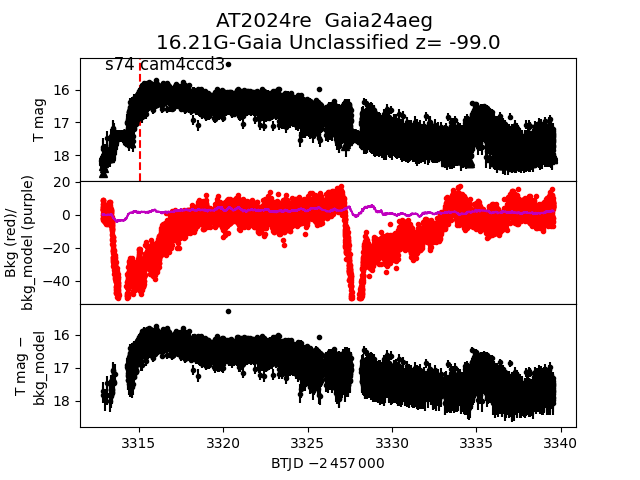 AT2024re  Gaia24aeg
16.21G-Gaia Unclassified z= -99.0
s74 cam4ccd3
16
17
18
T mag
20
0
−20
−40
Bkg (red)/
bkg_model (purple)
16
17
18
T mag −
bkg_model
3315
3320
3325
3330
3335
3340
BTJD −2 457 000